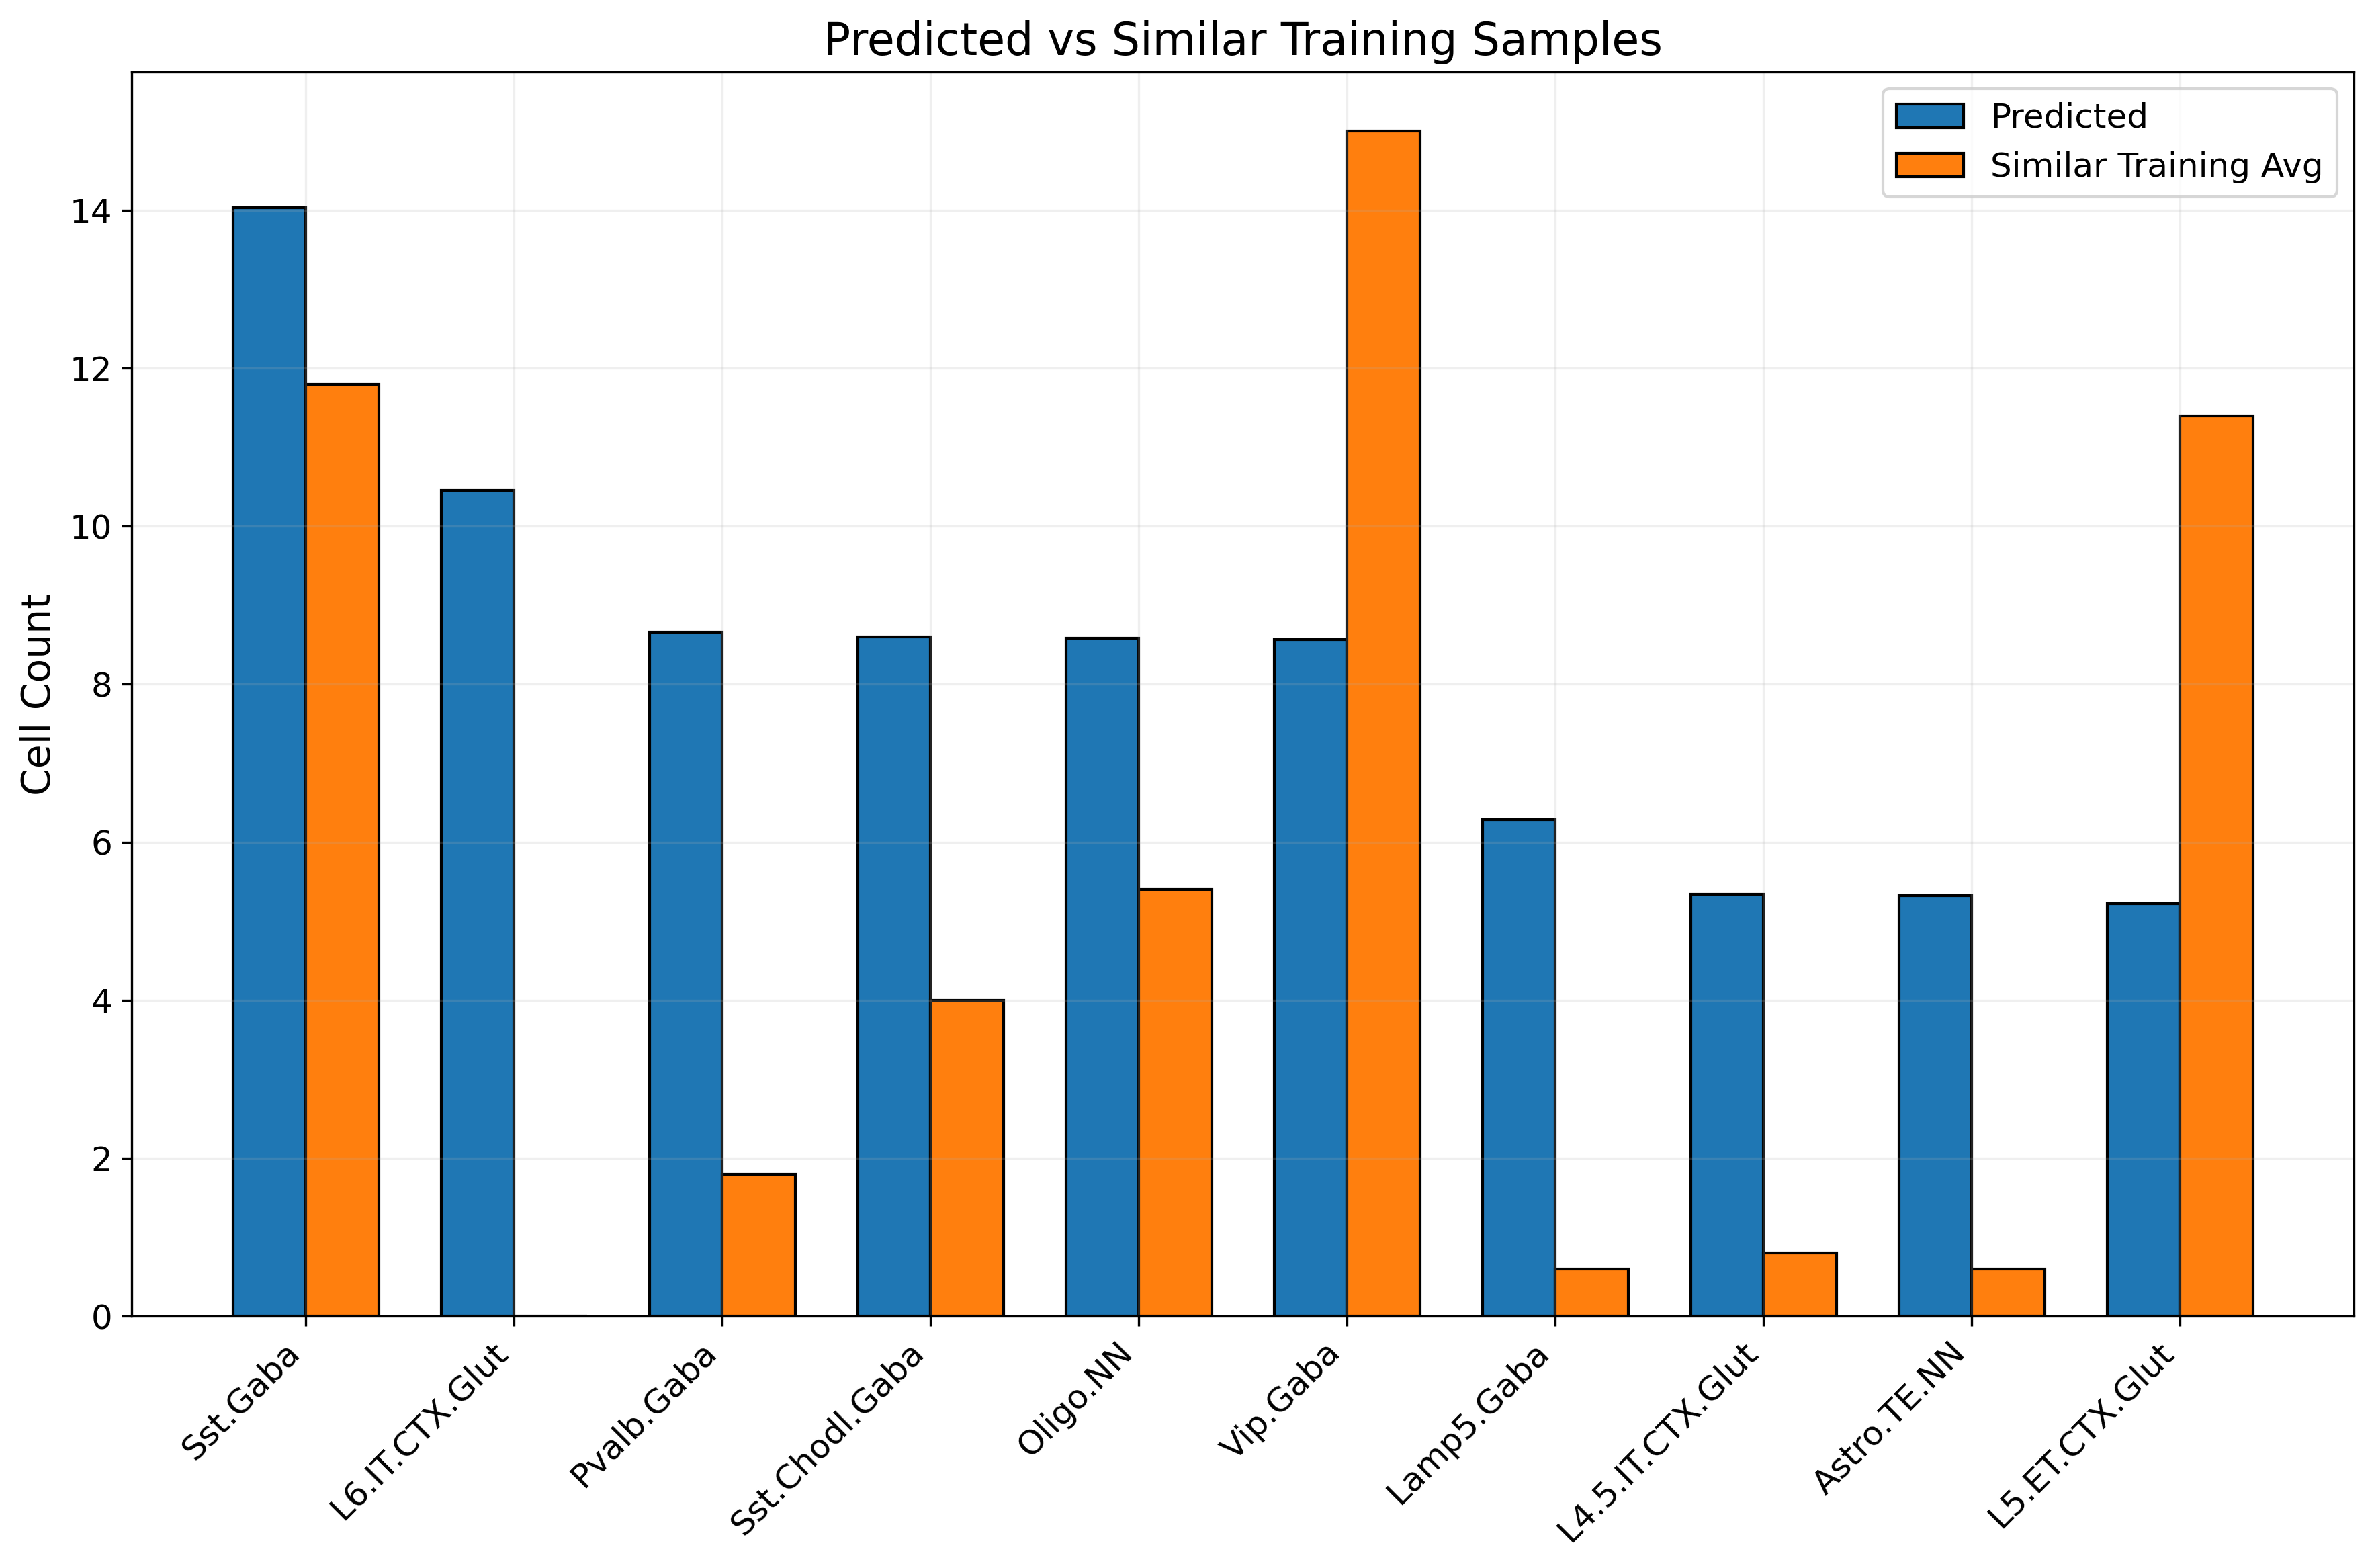 Predicted vs Similar Training Samples
Predicted
Similar Training Avg
Cell Count
14
12
10
8
6
4
2
0
Sst.Gaba
L6.IT.CTX.Glut
Pvalb.Gaba
Sst.Chodl.Gaba
Oligo.NN
Vip.Gaba
Lamp5.Gaba
L4.5.IT.CTX.Glut
Astro.TE.NN
L5.ET.CTX.Glut